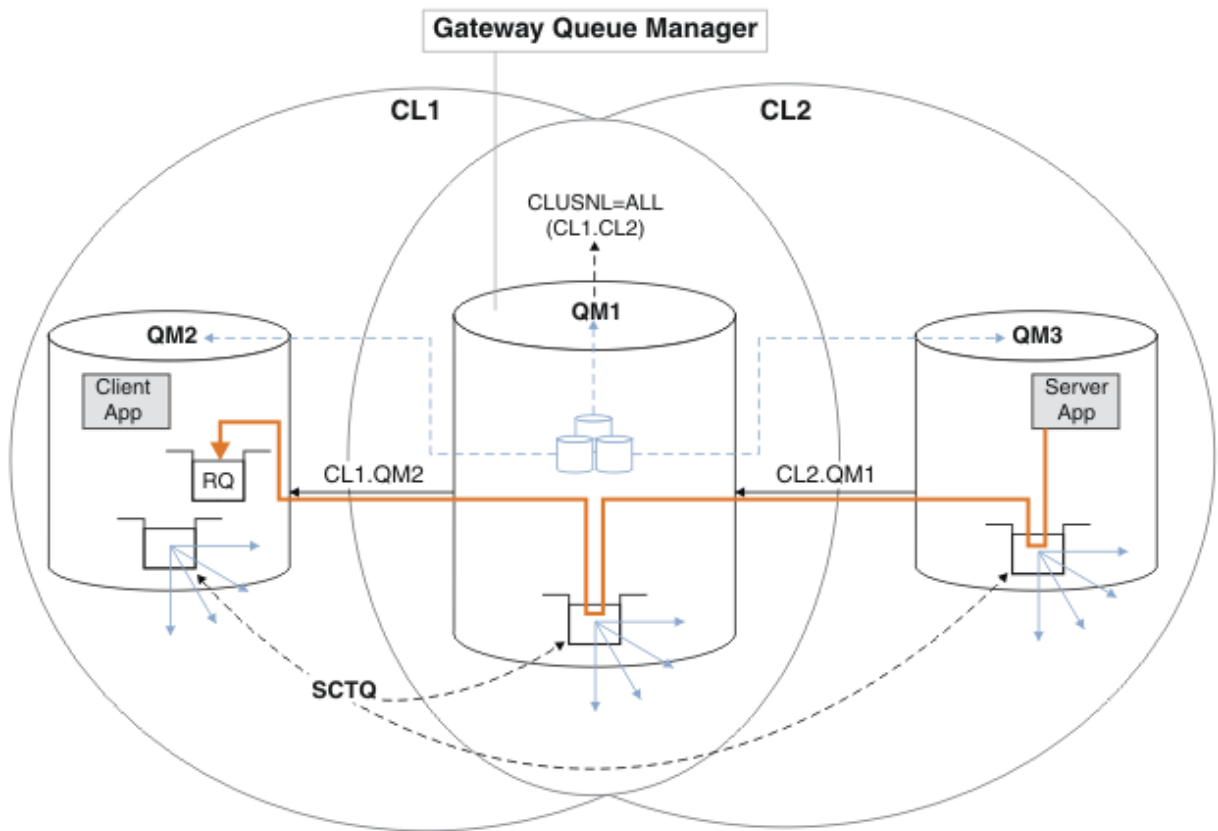 Gateway Queue Manager
CL1
CL2
CLUSNL=ALL
(CL1.CL2)
QM2
QM1
QM3
Client
App
Server
App
RQ
CL1.QM2
CL2.QM1
SCTQ